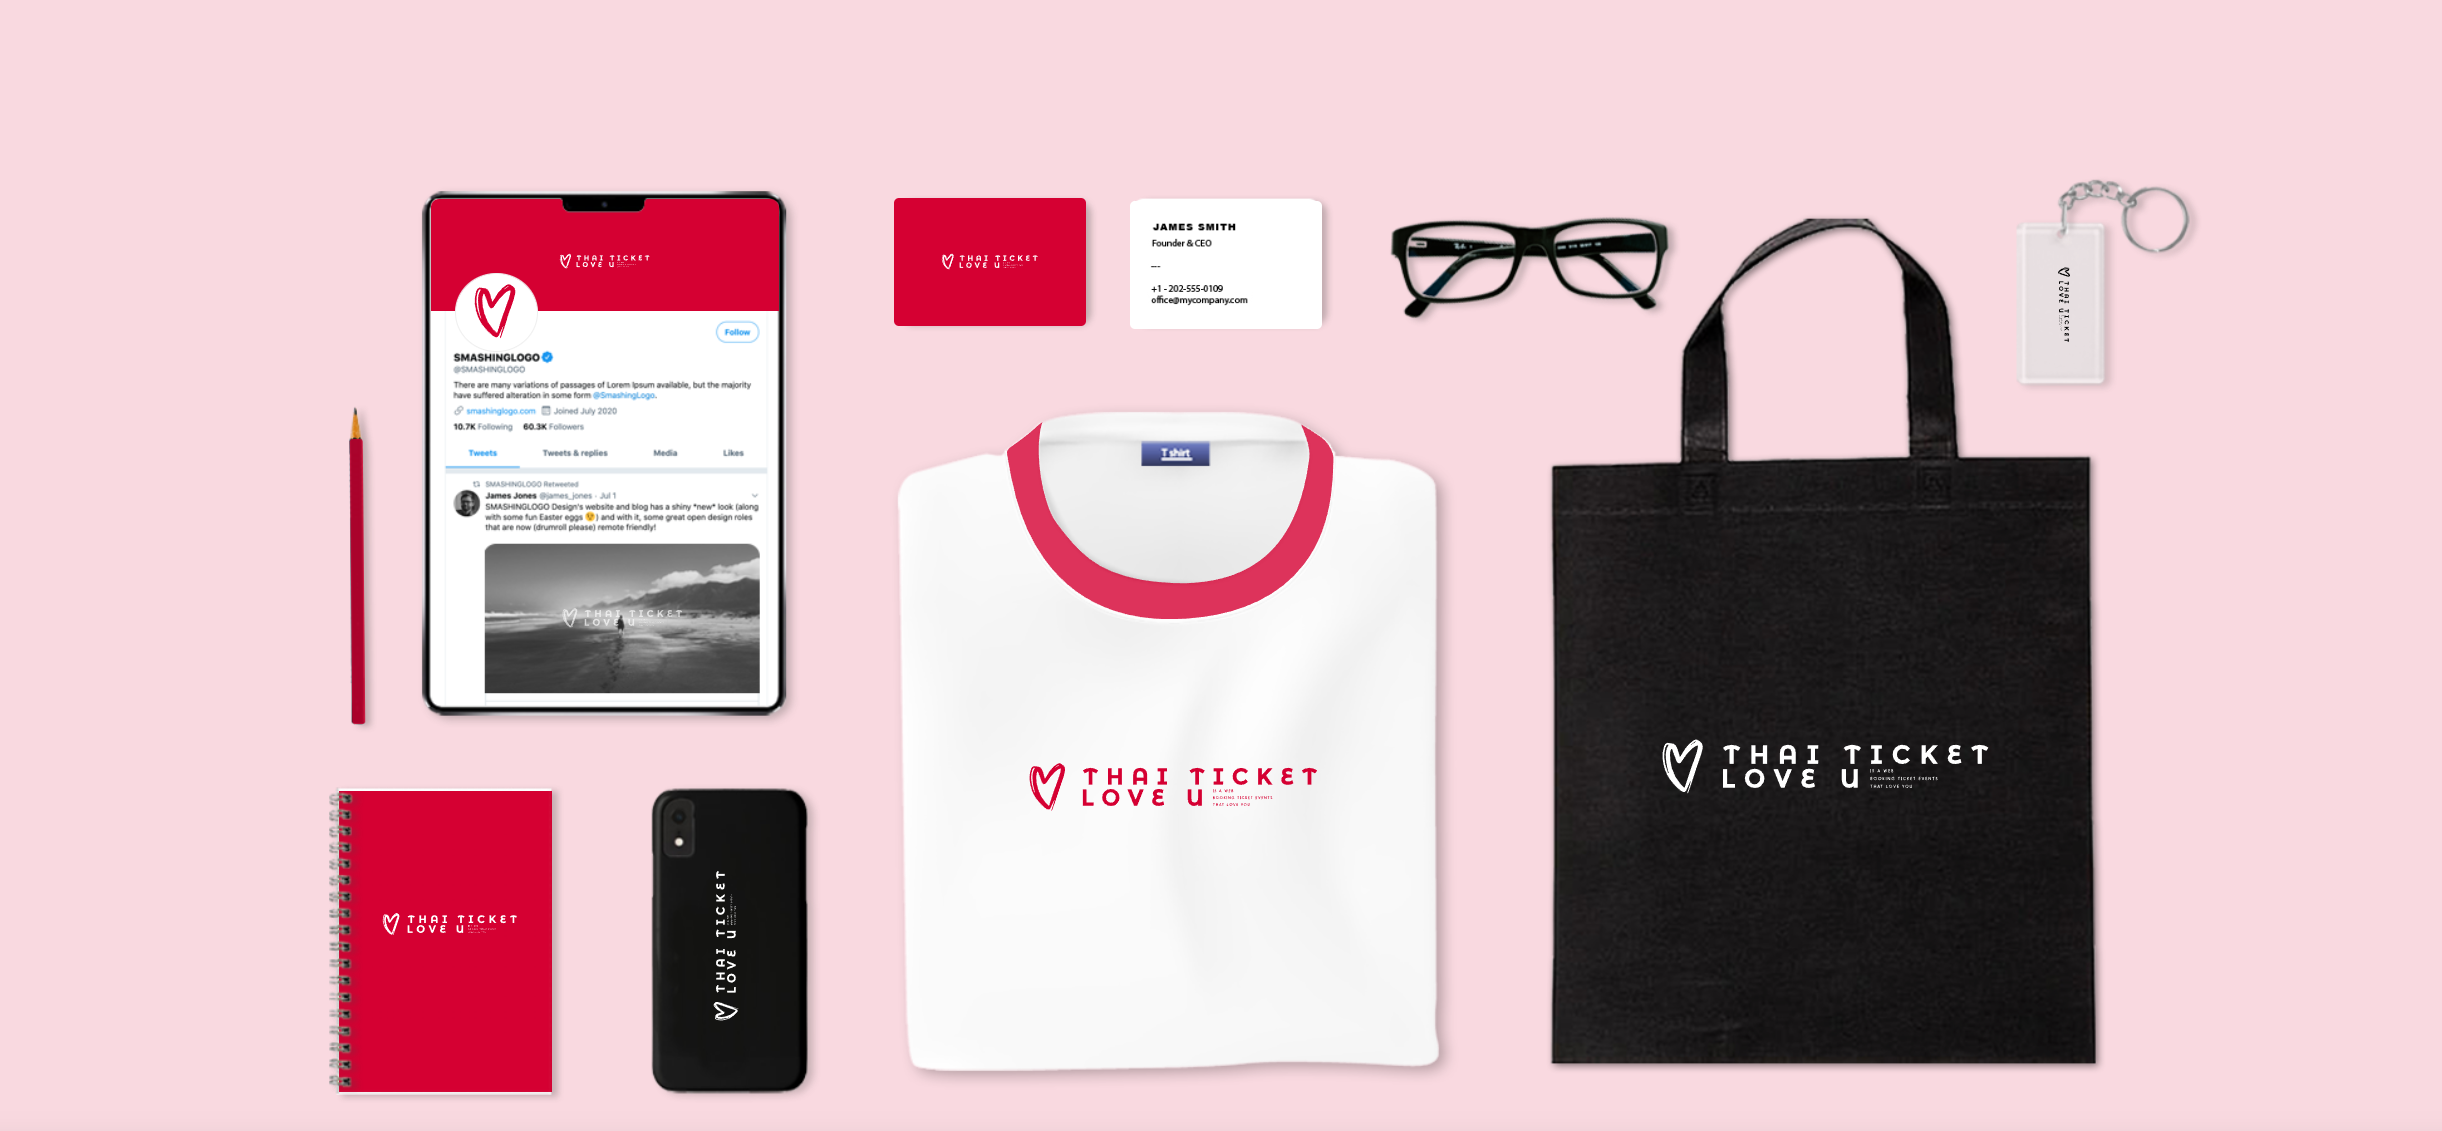 THAI TICKET
LOVE U
SMASHINGLOGO
@SMASHINGLOGO
Follow
There are many variations of passages of Lorem Ipsum available, but the majority
have suffered alteration in some form @SmashingLogo.
smashinglogo.com Joined July 2020
10.7K Following 60.3K Followers
Tweets Tweets & replies Media Likes
SMASHINGLOGO Retweeted
James Jones @james_jones · Jul 1
SMASHINGLOGO Design's website and blog has a shiny *new* look (along
with some fun Easter eggs 😉) and with it, some great open design roles
that are now (drumroll please) remote friendly!
THAI TICKET
LOVE U
THAI TICKET
LOVE U
JAMES SMITH
Founder & CEO
---
+1 - 202-555-0109
office@mycompany.com
THAI TICKET
LOVE U
T shirt
THAI TICKET
LOVE U
IS A WEB
BOOKING TICKET EVENTS
THAT LOVE YOU
THAI TICKET
LOVE U
IS A WEB
BOOKING TICKET EVENTS
THAT LOVE YOU
THAI TICKET
LOVE U
THAI TICKET
LOVE U